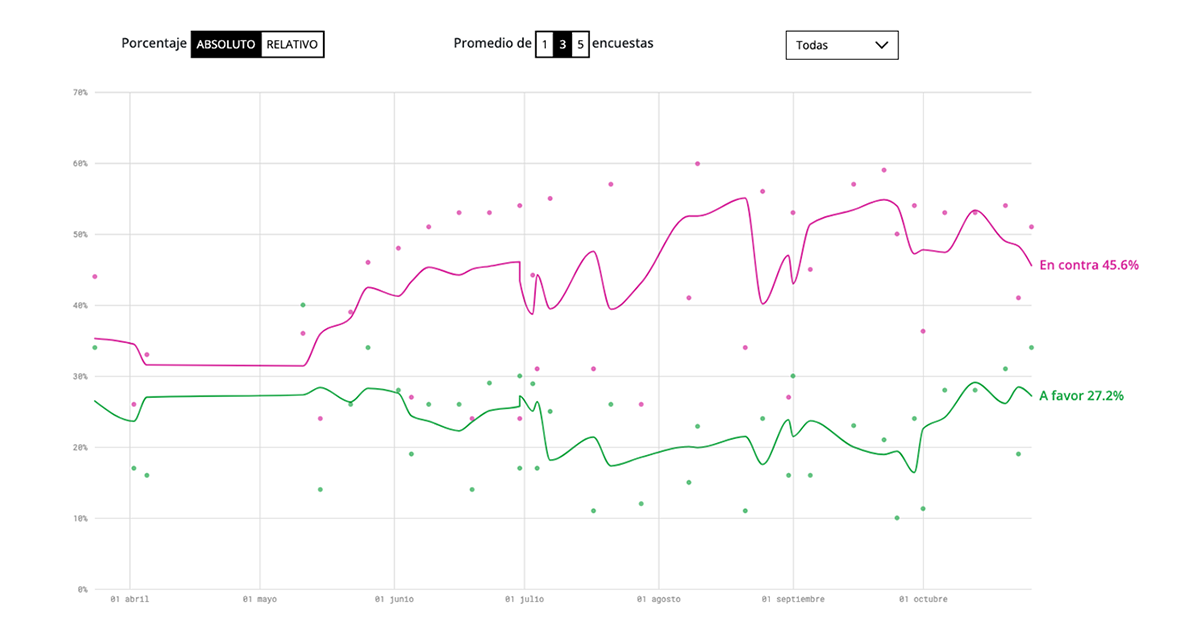 Porcentaje ABSOLUTO RELATIVO Promedio de 1 3 5 encuestas Todas
70%
60%
50%
En contra 45.6%
40%
30%
A favor 27.2%
20%
10%
0%
01 abril 01 mayo 01 junio 01 julio 01 agosto 01 septiembre 01 octubre